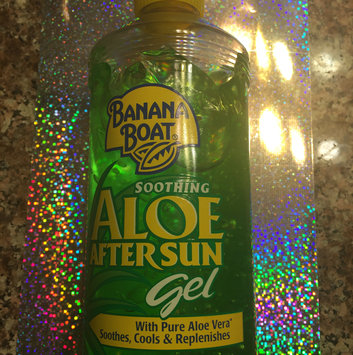 BANANA
BOAT
SOOTHING
ALOE
AFTER SUN
gel
With Pure Aloe Vera*
Soothes, Cools & Replenishes